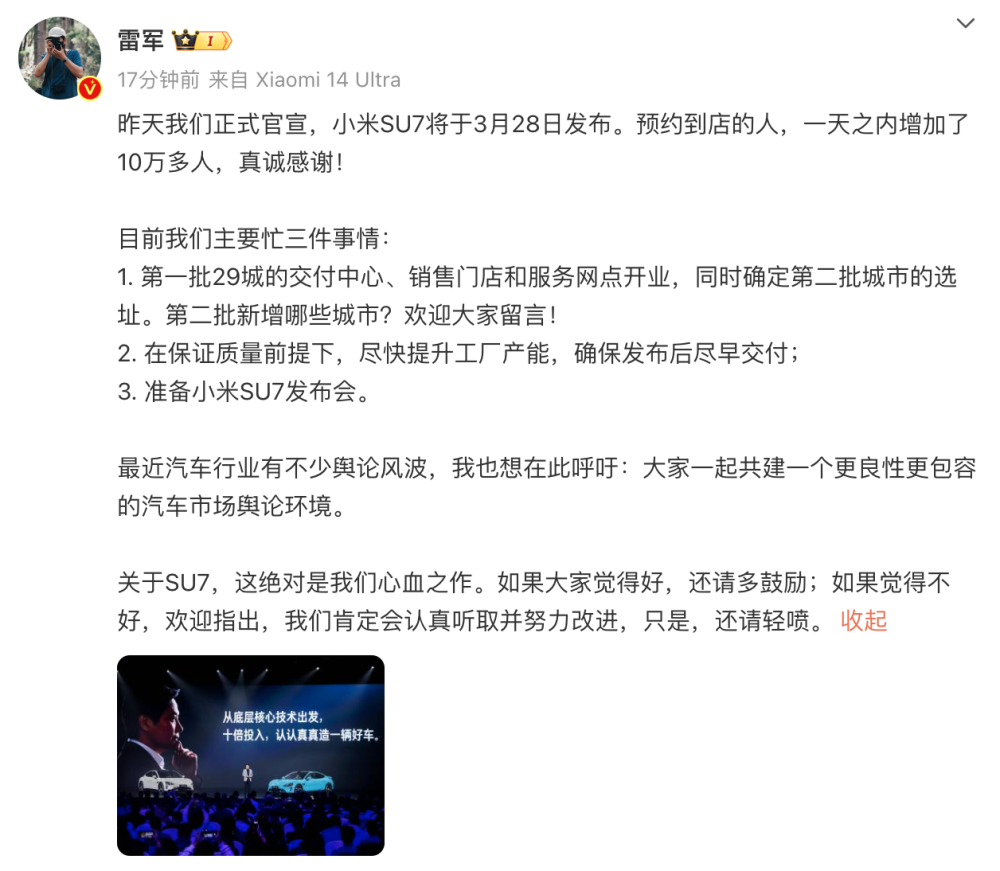 雷军
17分钟前 来自 Xiaomi 14 Ultra
昨天我们正式官宣，小米SU7将于3月28日发布。预约到店的人，一天之内增加了
10万多人，真诚感谢！
目前我们主要忙三件事情：
1. 第一批29城的交付中心、销售门店和服务网点开业，同时确定第二批城市的选
址。第二批新增哪些城市？欢迎大家留言！
2. 在保证质量前提下，尽快提升工厂产能，确保发布后尽早交付；
3. 准备小米SU7发布会。
最近汽车行业有不少舆论风波，我也想在此呼吁：大家一起共建一个更良性更包容
的汽车市场舆论环境。
关于SU7，这绝对是我们心血之作。如果大家觉得好，还请多鼓励；如果觉得不
好，欢迎指出，我们肯定会认真听取并努力改进，只是，还请轻喷。 收起
从底层核心技术出发，
十倍投入，认认真真造一辆好车。